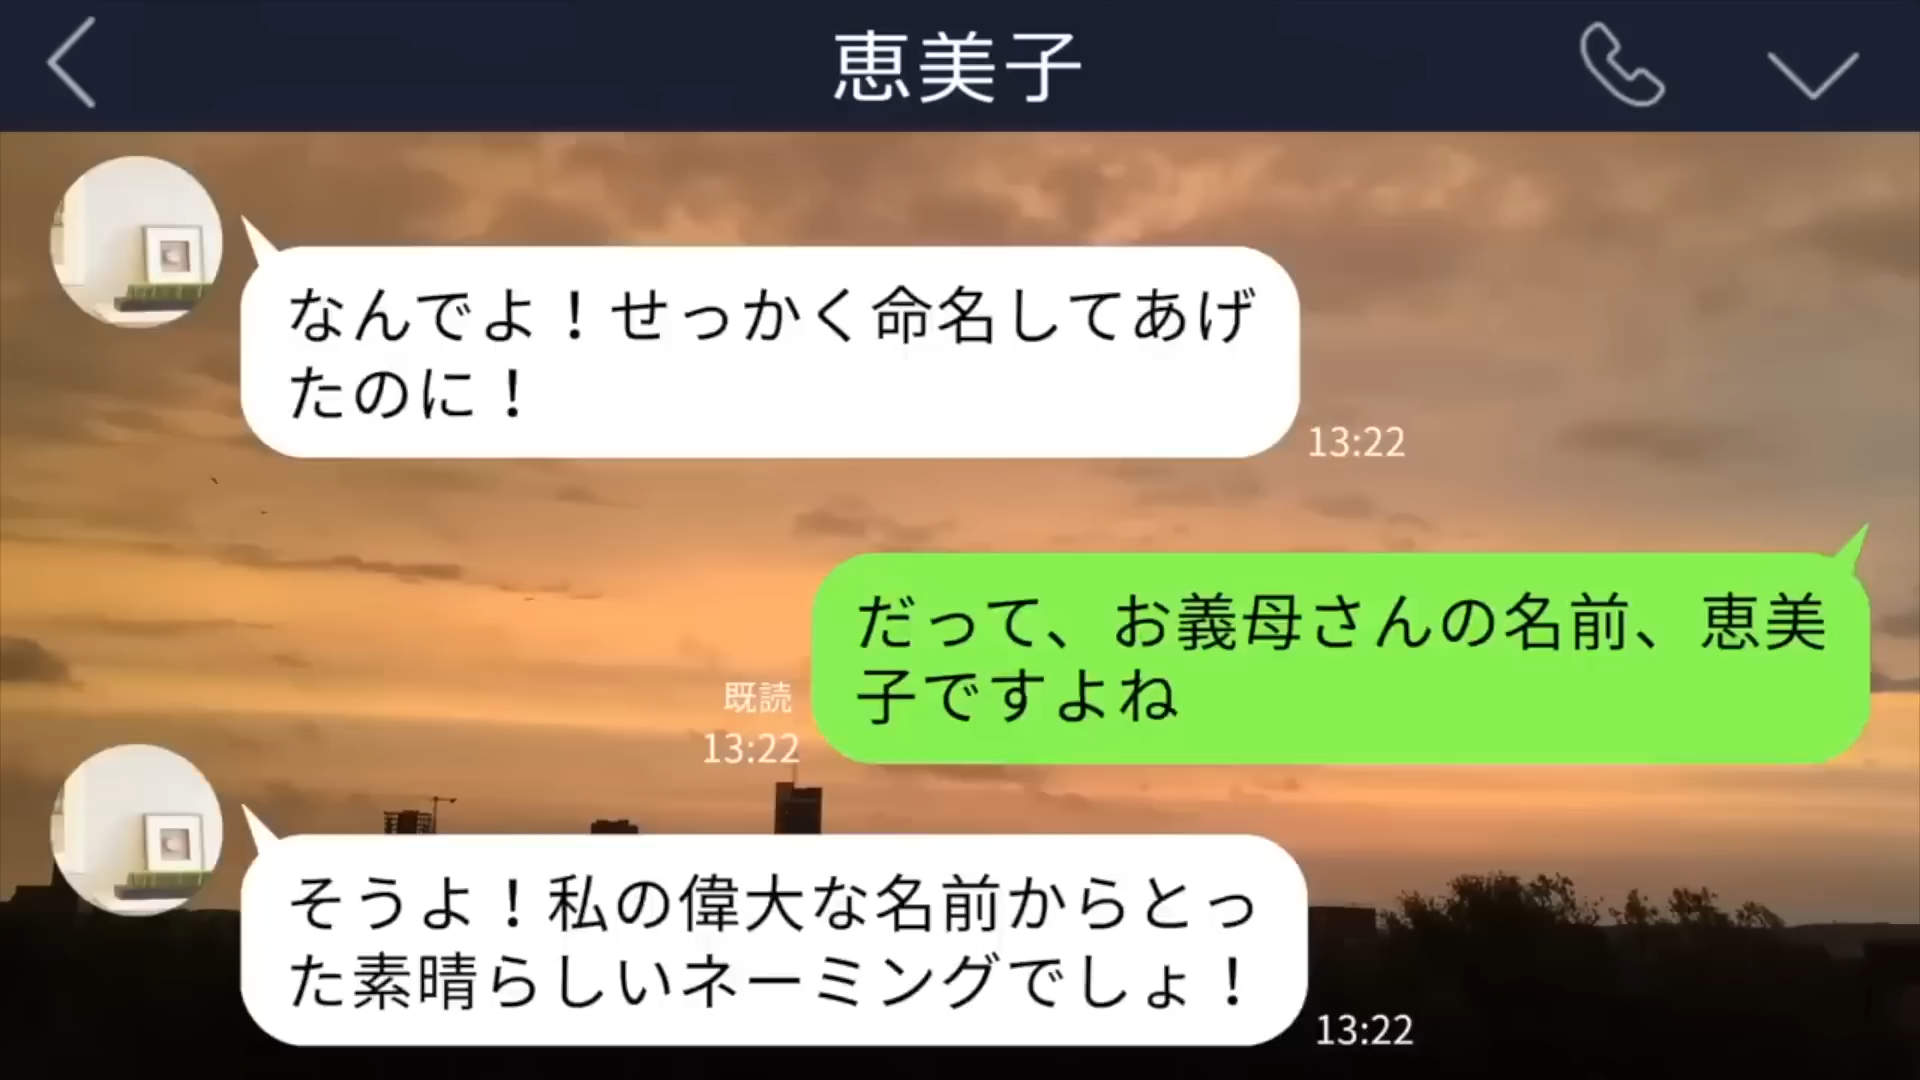 恵美子
なんでよ！せっかく命名してあげ
たのに！
13:22
だって、お義母さんの名前、恵美
子ですよね
既読
13:22
そうよ！私の偉大な名前からとっ
た素晴らしいネーミングでしょ！
13:22